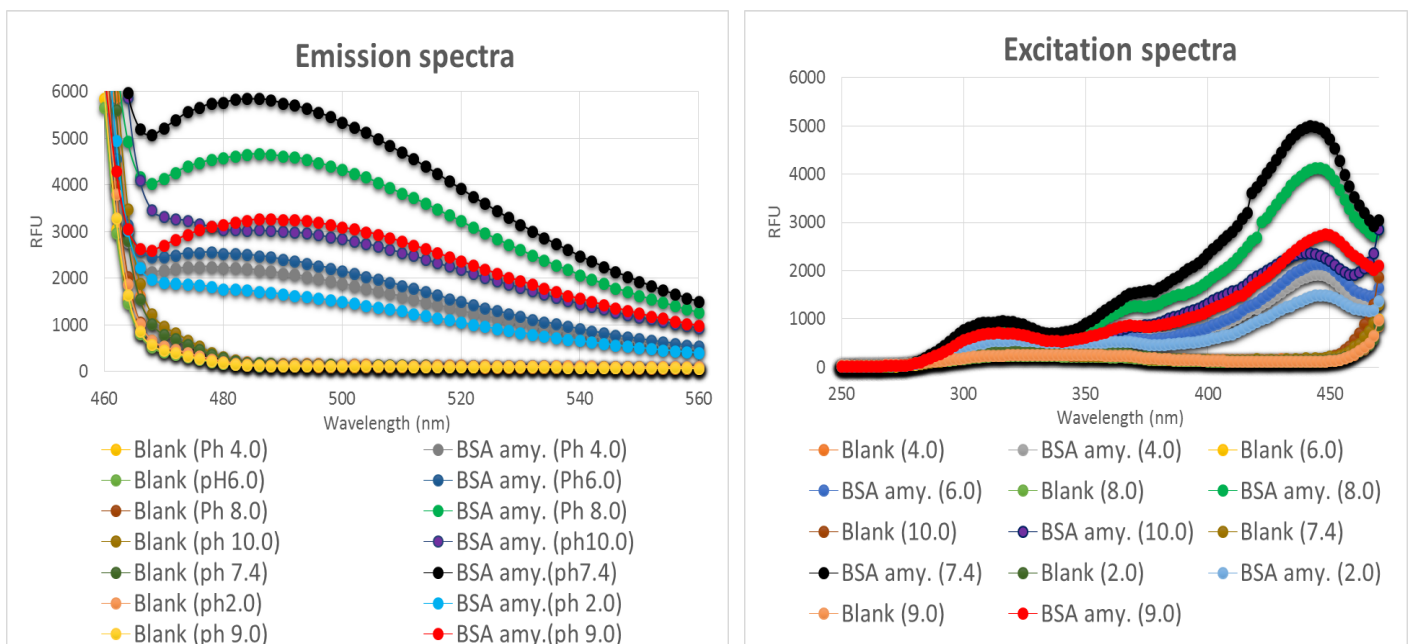 Emission spectra
6000
5000
4000
3000
2000
1000
0
RFU
460 480 500 520 540 560
Wavelength (nm)
Blank (Ph 4.0) BSA amy. (Ph 4.0)
Blank (pH6.0) BSA amy. (Ph6.0)
Blank (Ph 8.0) BSA amy. (Ph 8.0)
Blank (ph 10.0) BSA amy. (ph10.0)
Blank (ph 7.4) BSA amy.(ph7.4)
Blank (ph2.0) BSA amy.(ph 2.0)
Blank (ph 9.0) BSA amy.(ph 9.0)
Excitation spectra
6000
5000
4000
3000
2000
1000
0
RFU
250 300 350 400 450
Wavelength (nm)
Blank (4.0) BSA amy. (4.0) Blank (6.0)
BSA amy. (6.0) Blank (8.0) BSA amy. (8.0)
Blank (10.0) BSA amy. (10.0) Blank (7.4)
BSA amy. (7.4) Blank (2.0) BSA amy. (2.0)
Blank (9.0) BSA amy. (9.0)